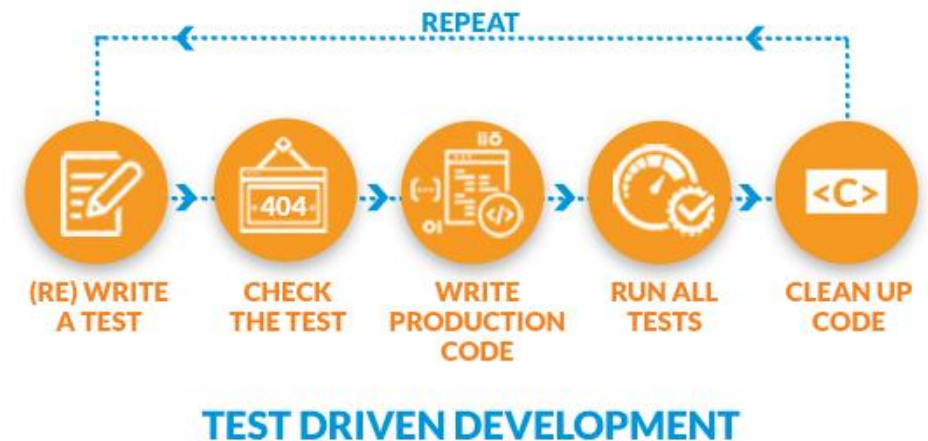 REPEAT
404
{...}
</>
<C>
(RE) WRITE
A TEST
CHECK
THE TEST
WRITE
PRODUCTION
CODE
RUN ALL
TESTS
CLEAN UP
CODE
TEST DRIVEN DEVELOPMENT